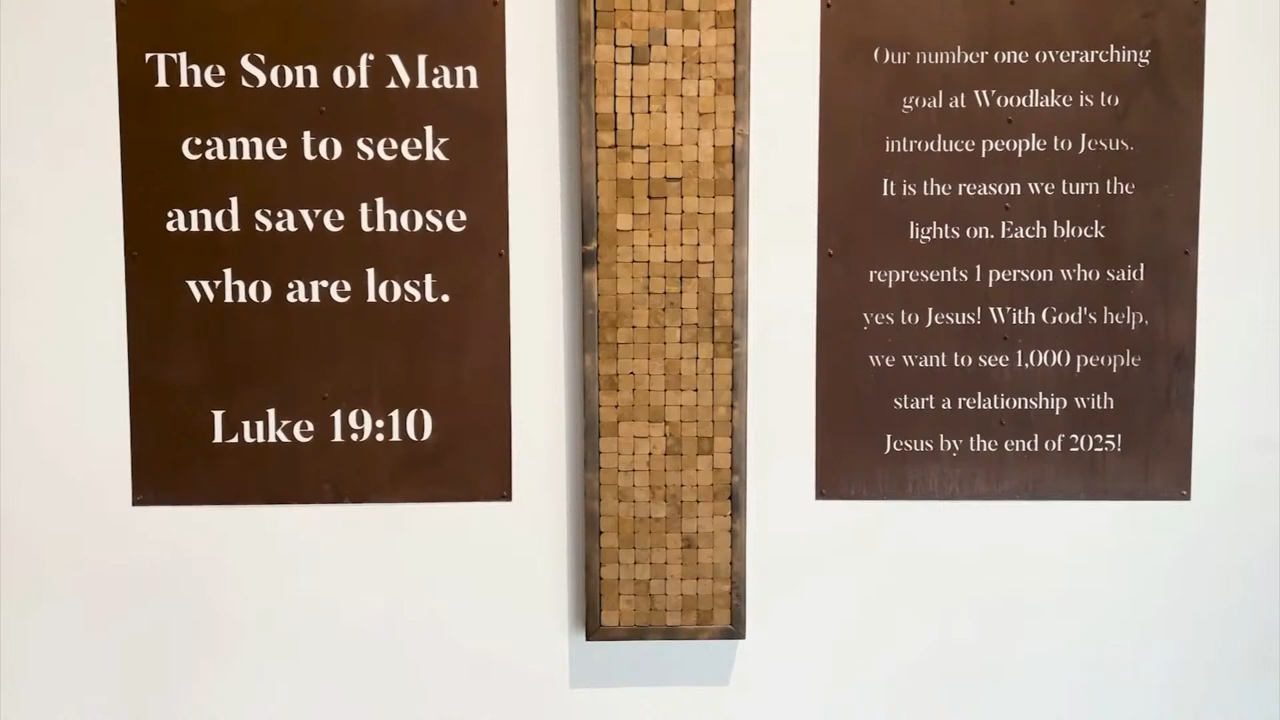 The Son of Man
came to seek
and save those
who are lost.
Luke 19:10
Our number one overarching
goal at Woodlake is to
introduce people to Jesus.
It is the reason we turn the
lights on. Each block
represents 1 person who said
yes to Jesus! With God's help,
we want to see 1,000 people
start a relationship with
Jesus by the end of 2025!